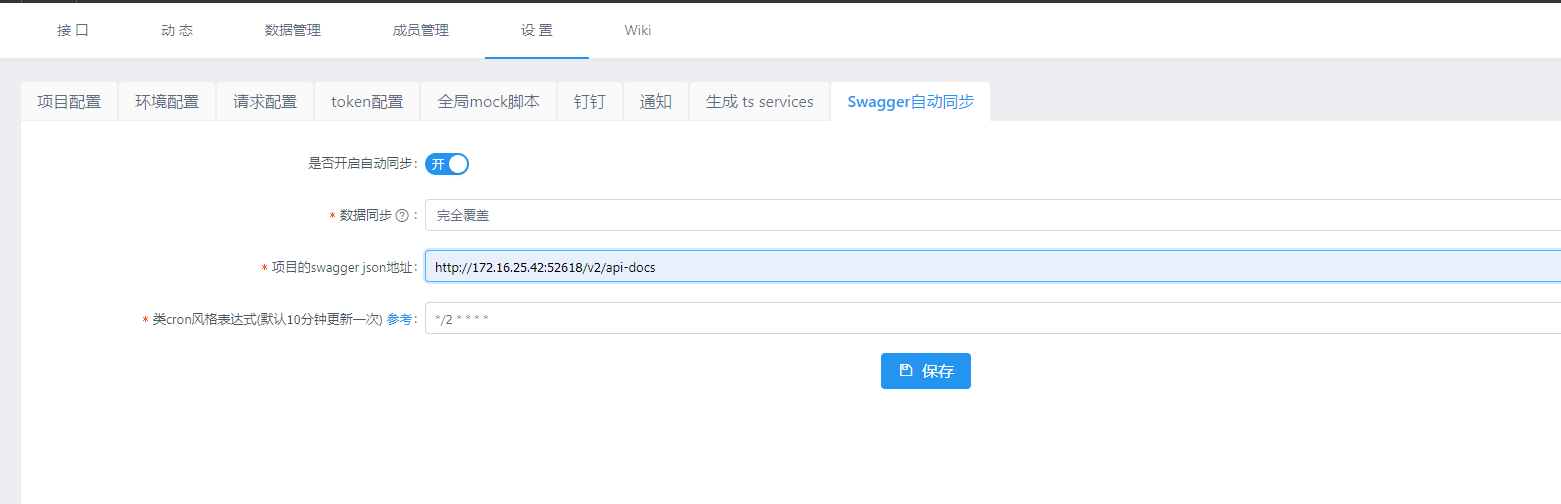 接 口 动 态 数据管理 成员管理 设 置 Wiki
项目配置 环境配置 请求配置 token配置 全局mock脚本 钉钉 通知 生成 ts services Swagger自动同步
是否开启自动同步: 开
* 数据同步 ? : 完全覆盖
* 项目的swagger json地址: http://172.16.25.42:52618/v2/api-docs
* 类cron风格表达式(默认10分钟更新一次) 参考: */2 * * * *
保存